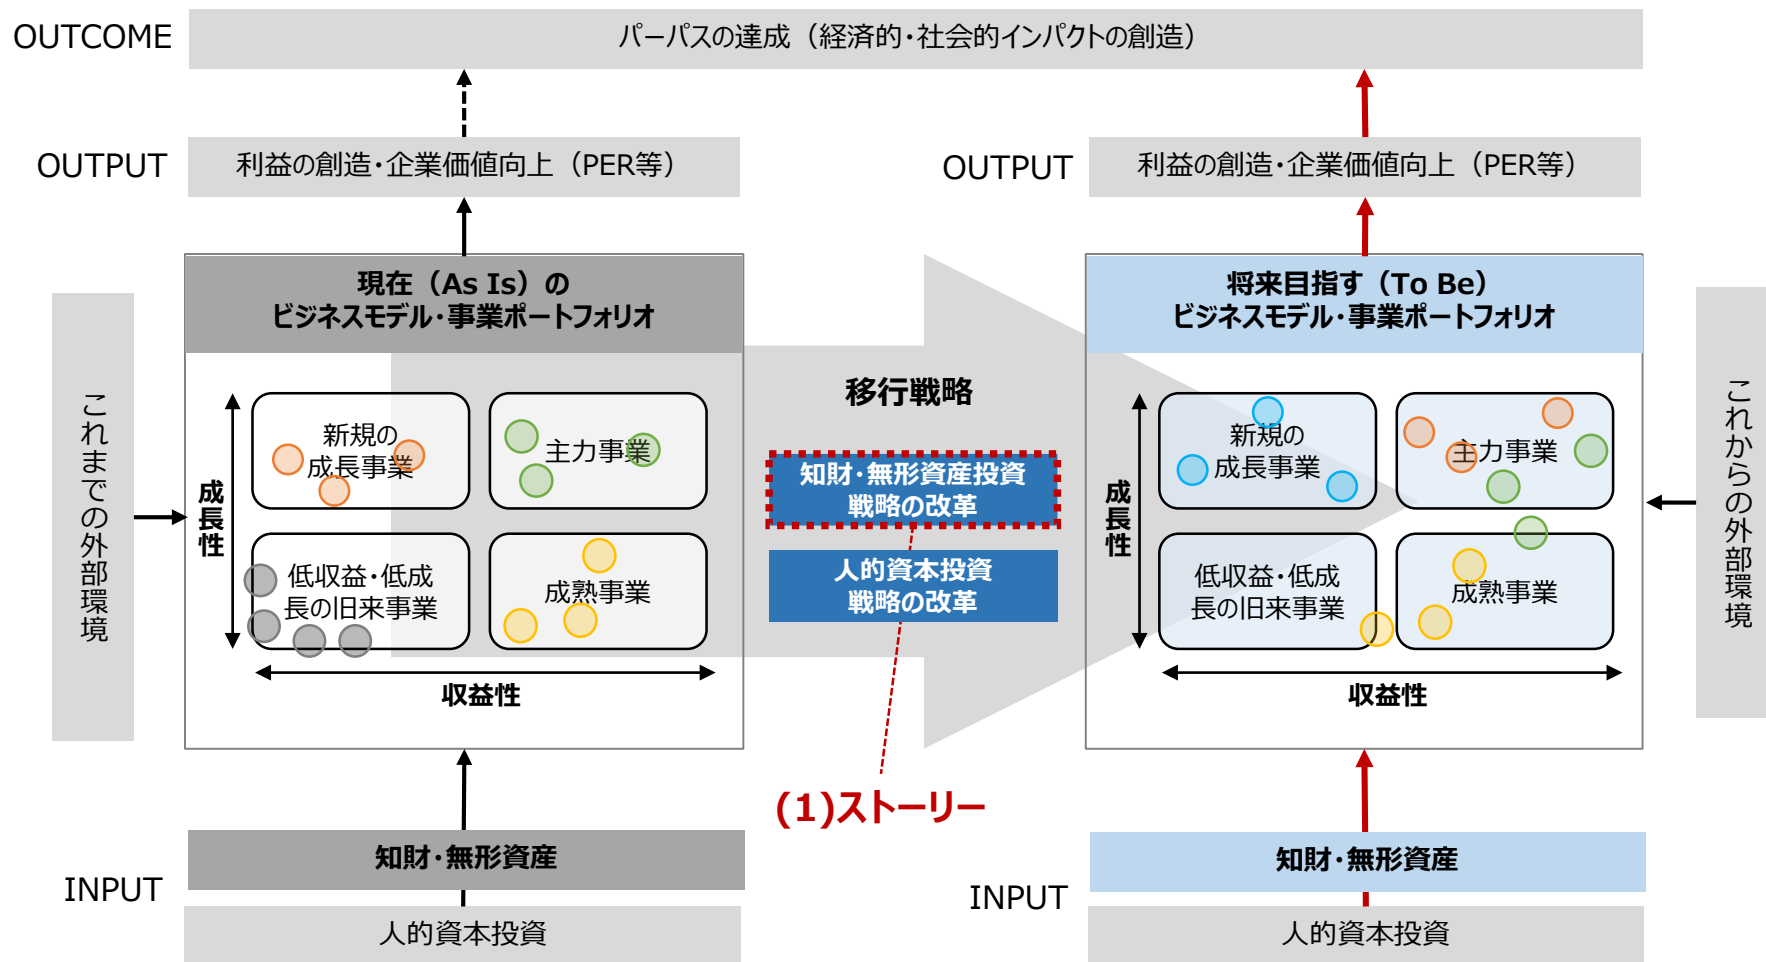 OUTCOME
パーパスの達成（経済的・社会的インパクトの創造）
OUTPUT
利益の創造・企業価値向上（PER等）
OUTPUT
利益の創造・企業価値向上（PER等）
これまでの外部環境
現在（As Is）の
ビジネスモデル・事業ポートフォリオ
成長性
新規の
成長事業
主力事業
低収益・低成
長の旧来事業
成熟事業
収益性
移行戦略
知財・無形資産投資
戦略の改革
人的資本投資
戦略の改革
(1)ストーリー
将来目指す（To Be）
ビジネスモデル・事業ポートフォリオ
成長性
新規の
成長事業
主力事業
低収益・低成
長の旧来事業
成熟事業
収益性
これからの外部環境
INPUT
知財・無形資産
人的資本投資
INPUT
知財・無形資産
人的資本投資